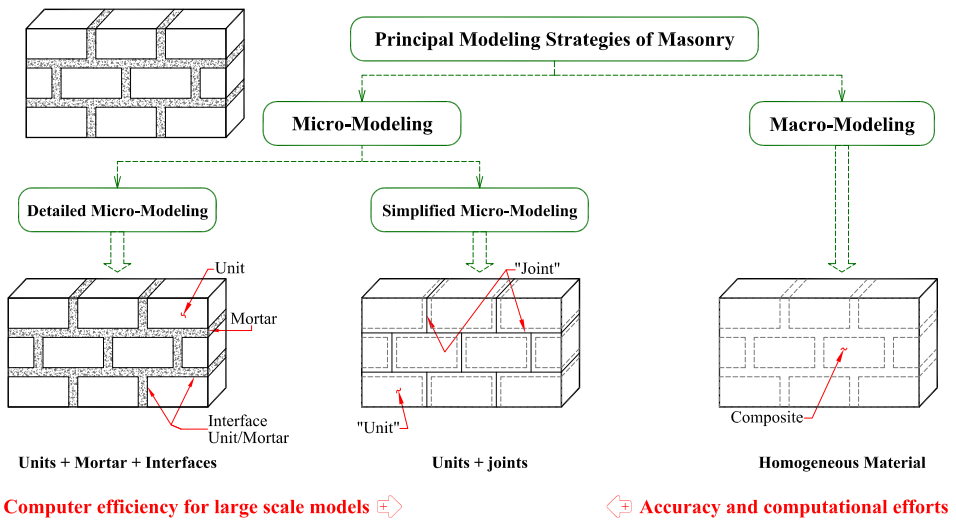 Principal Modeling Strategies of Masonry
Micro-Modeling
Macro-Modeling
Detailed Micro-Modeling
Simplified Micro-Modeling
Unit
Mortar
Interface
Unit/Mortar
"Joint"
"Unit"
Composite
Units + Mortar + Interfaces
Units + joints
Homogeneous Material
Computer efficiency for large scale models +
+ Accuracy and computational efforts